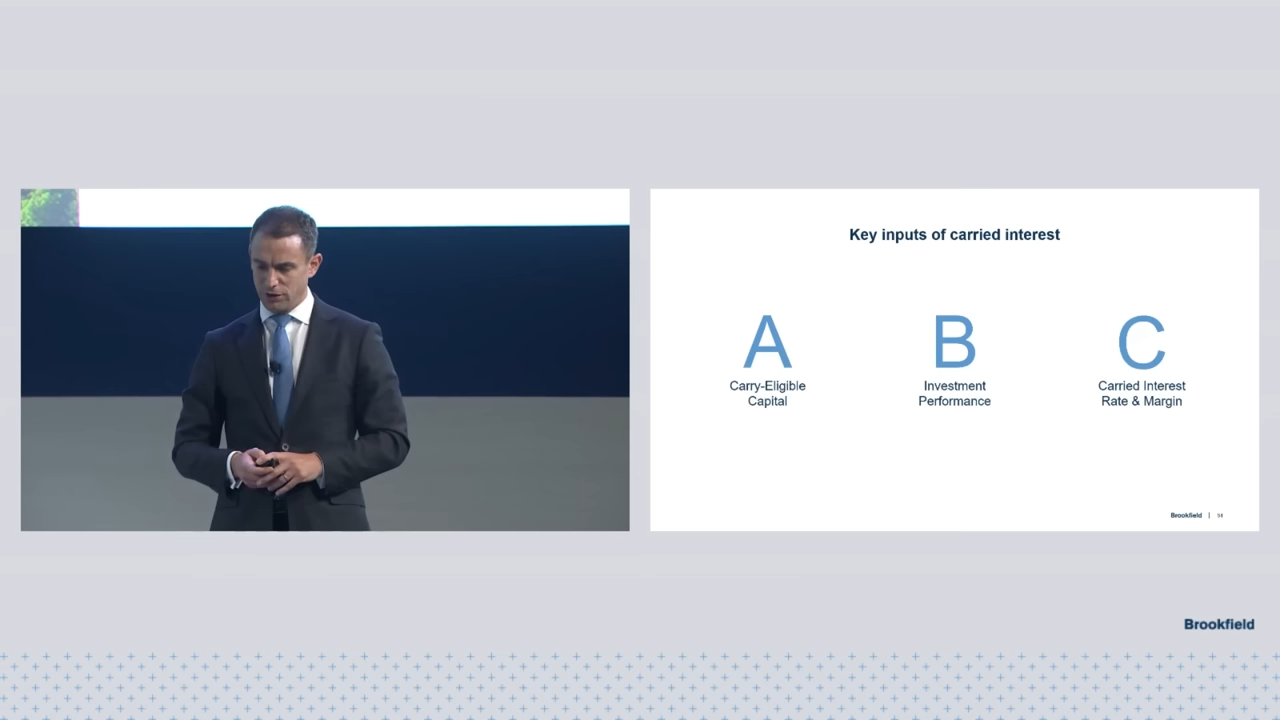 Key inputs of carried interest
A
Carry-Eligible
Capital
B
Investment
Performance
C
Carried Interest
Rate & Margin
Brookfield |
Brookfield